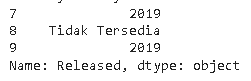 7              2019
8    Tidak Tersedia
9              2019
Name: Released, dtype: object